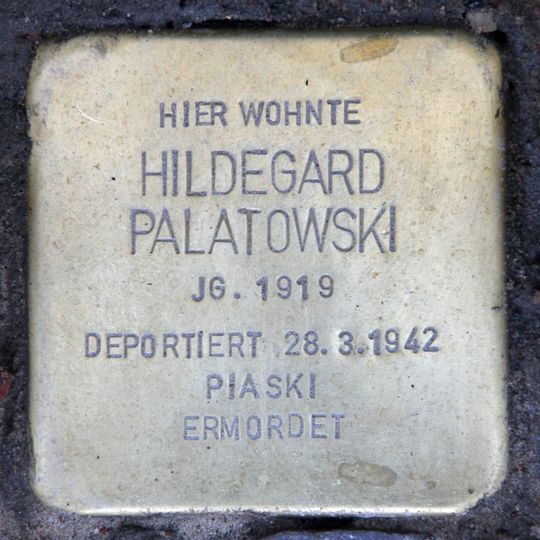 HIER WOHNTE
HILDEGARD
PALATOWSKI
JG. 1919
DEPORTIERT 28.3.1942
PIASKI
ERMORDET